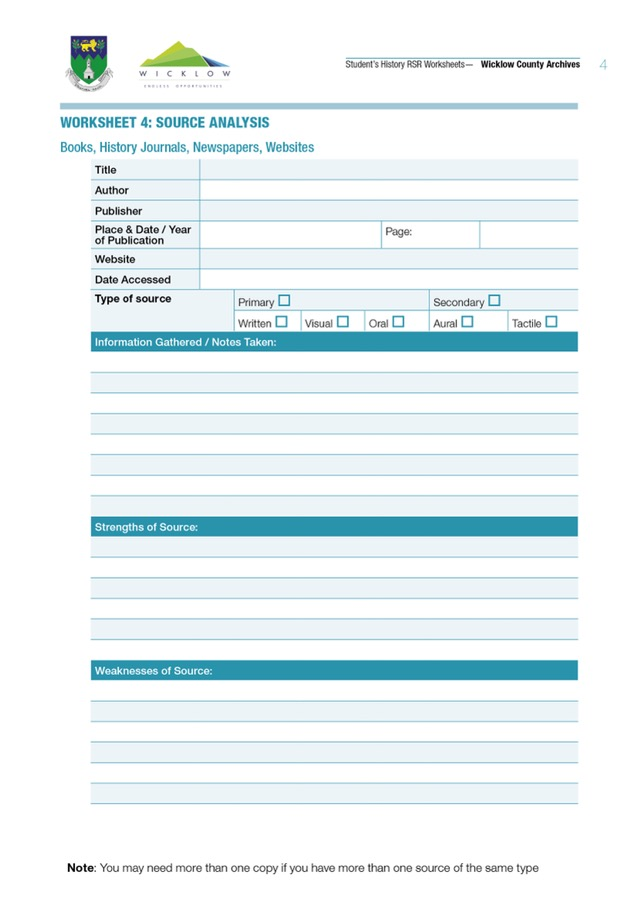 Student's History RSR Worksheets— Wicklow County Archives 4
WICKLOW
ENDLESS OPPORTUNITIES
WORKSHEET 4: SOURCE ANALYSIS
Books, History Journals, Newspapers, Websites
Title
Author
Publisher
Place & Date / Year
of Publication
Page:
Website
Date Accessed
Type of source
Primary
Secondary
Written
Visual
Oral
Aural
Tactile
Information Gathered / Notes Taken:
Strengths of Source:
Weaknesses of Source:
Note: You may need more than one copy if you have more than one source of the same type